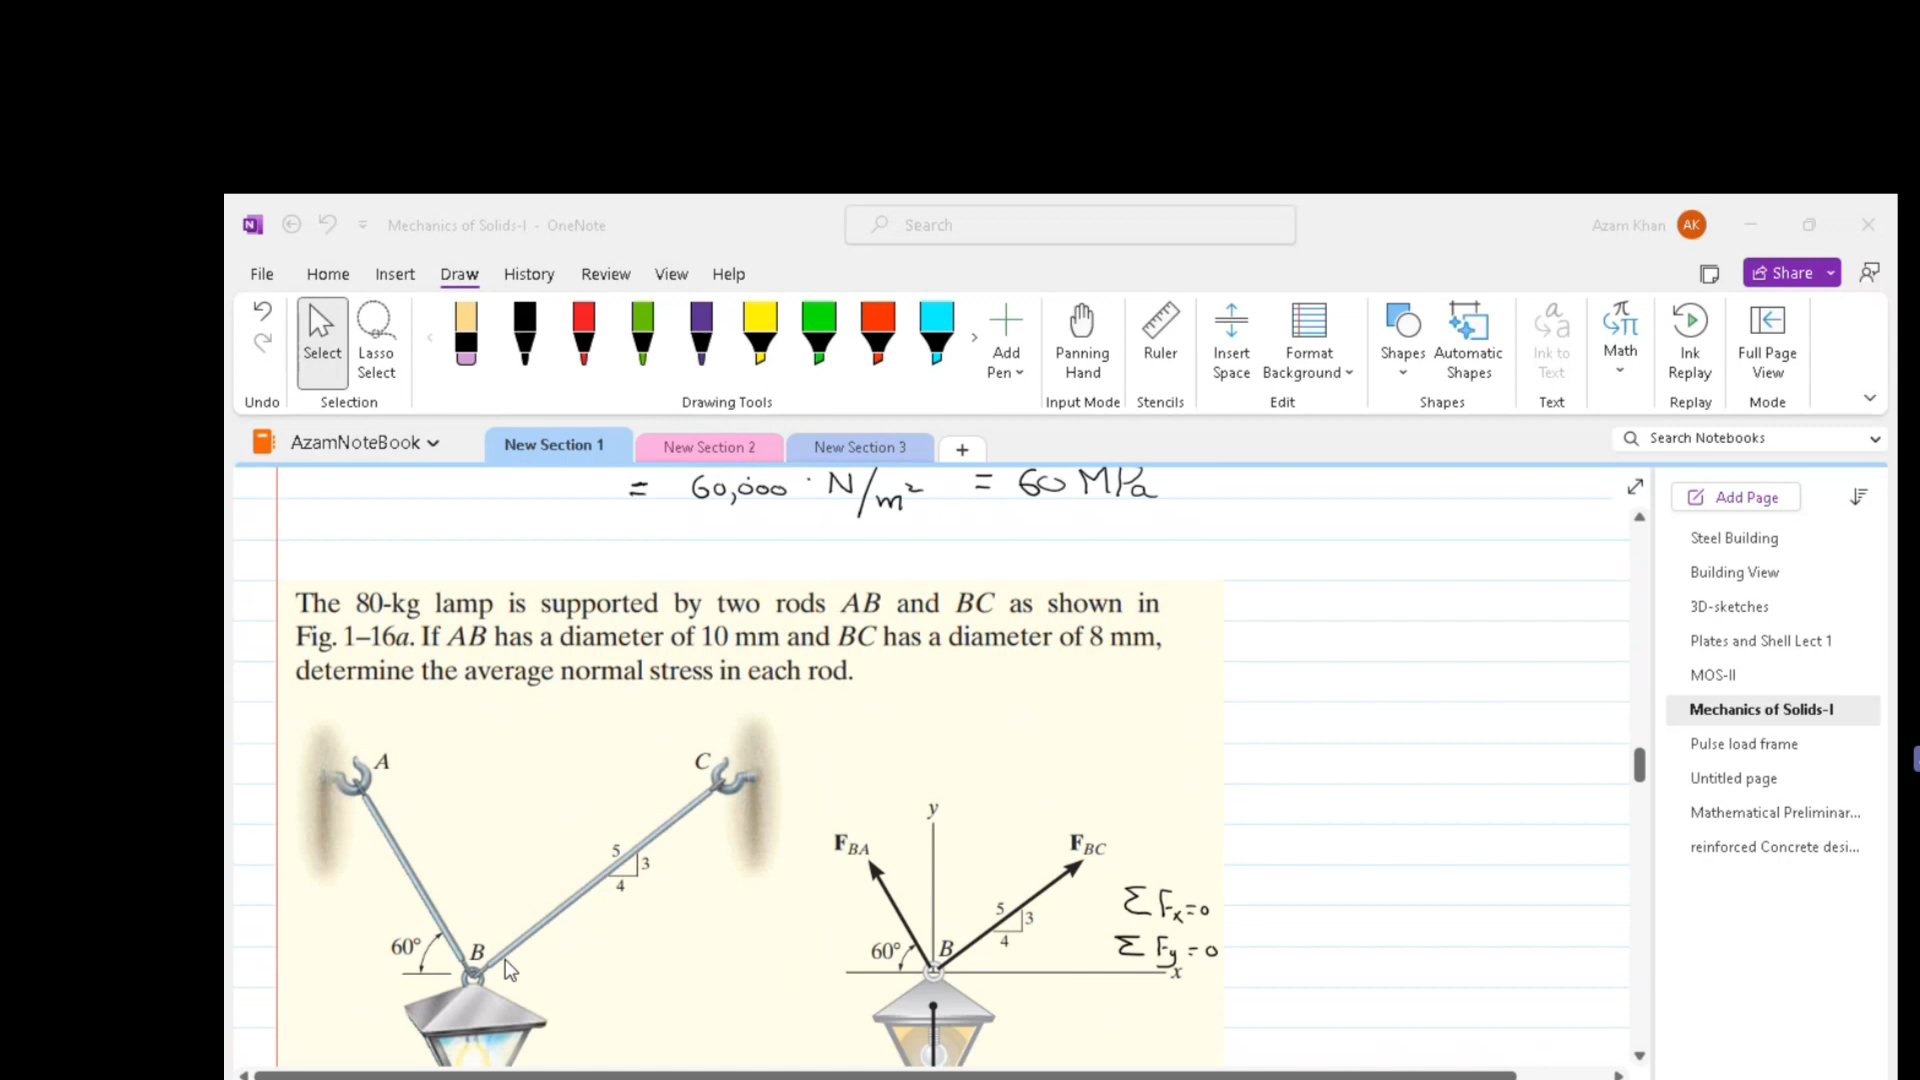 Mechanics of Solids-I - OneNote
Search
Azam Khan
AK
File Home Insert Draw History Review View Help
Share
Select
Lasso Select
Add Pen
Panning Hand
Ruler
Insert Space
Format Background
Shapes
Automatic Shapes
Ink to Text
Math
Ink Replay
Full Page View
Undo
Selection
Drawing Tools
Input Mode
Stencils
Edit
Shapes
Text
Replay
Mode
AzamNoteBook
New Section 1
New Section 2
New Section 3
Search Notebooks
= 60,000 · N/m² = 60 MPa
Add Page
Steel Building
Building View
3D-sketches
Plates and Shell Lect 1
MOS-II
Mechanics of Solids-I
Pulse load frame
Untitled page
Mathematical Preliminar...
reinforced Concrete desi...
The 80-kg lamp is supported by two rods AB and BC as shown in
Fig. 1–16a. If AB has a diameter of 10 mm and BC has a diameter of 8 mm,
determine the average normal stress in each rod.
A
C
5
3
4
60°
B
y
F_BA
F_BC
5
3
4
60°
B
x
Σ Fx=0
Σ Fy=0